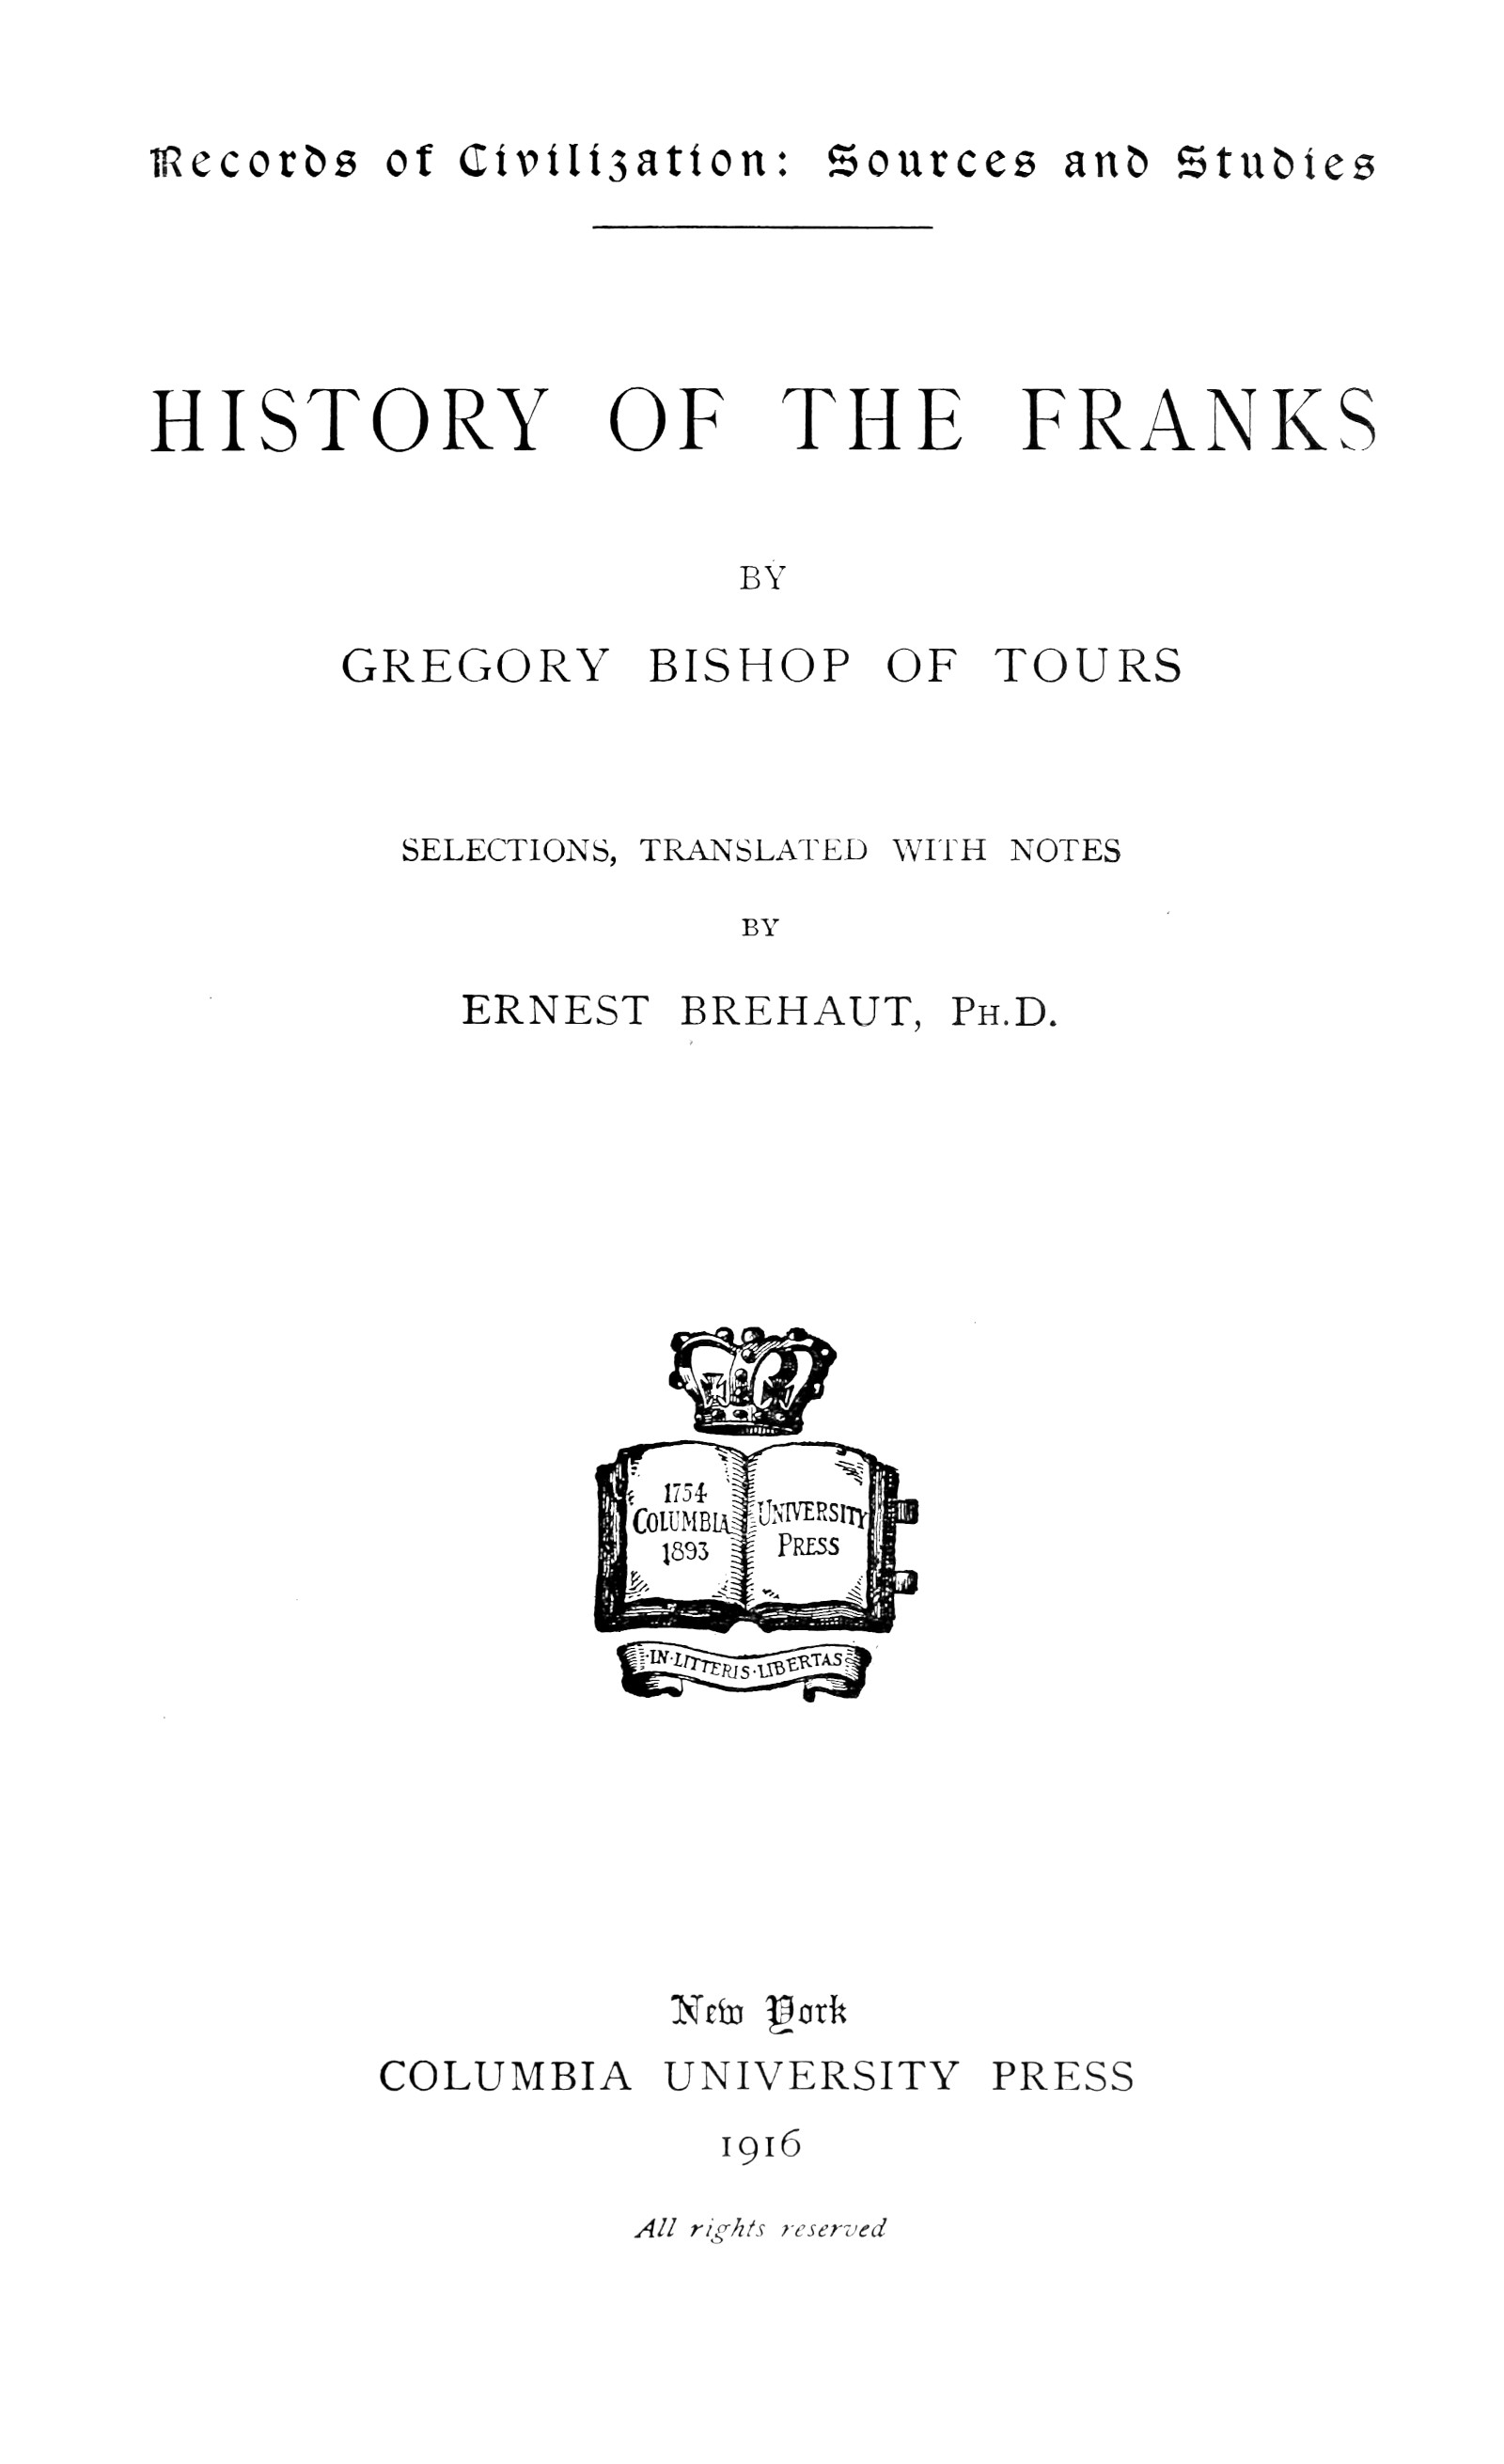 Records of Civilization: Sources and Studies
HISTORY OF THE FRANKS
BY
GREGORY BISHOP OF TOURS
SELECTIONS, TRANSLATED WITH NOTES
BY
ERNEST BREHAUT, PH.D.
1754
COLUMBIA
1893
UNIVERSITY
PRESS
·IN·LITTERIS·LIBERTAS·
New York
COLUMBIA UNIVERSITY PRESS
1916
All rights reserved